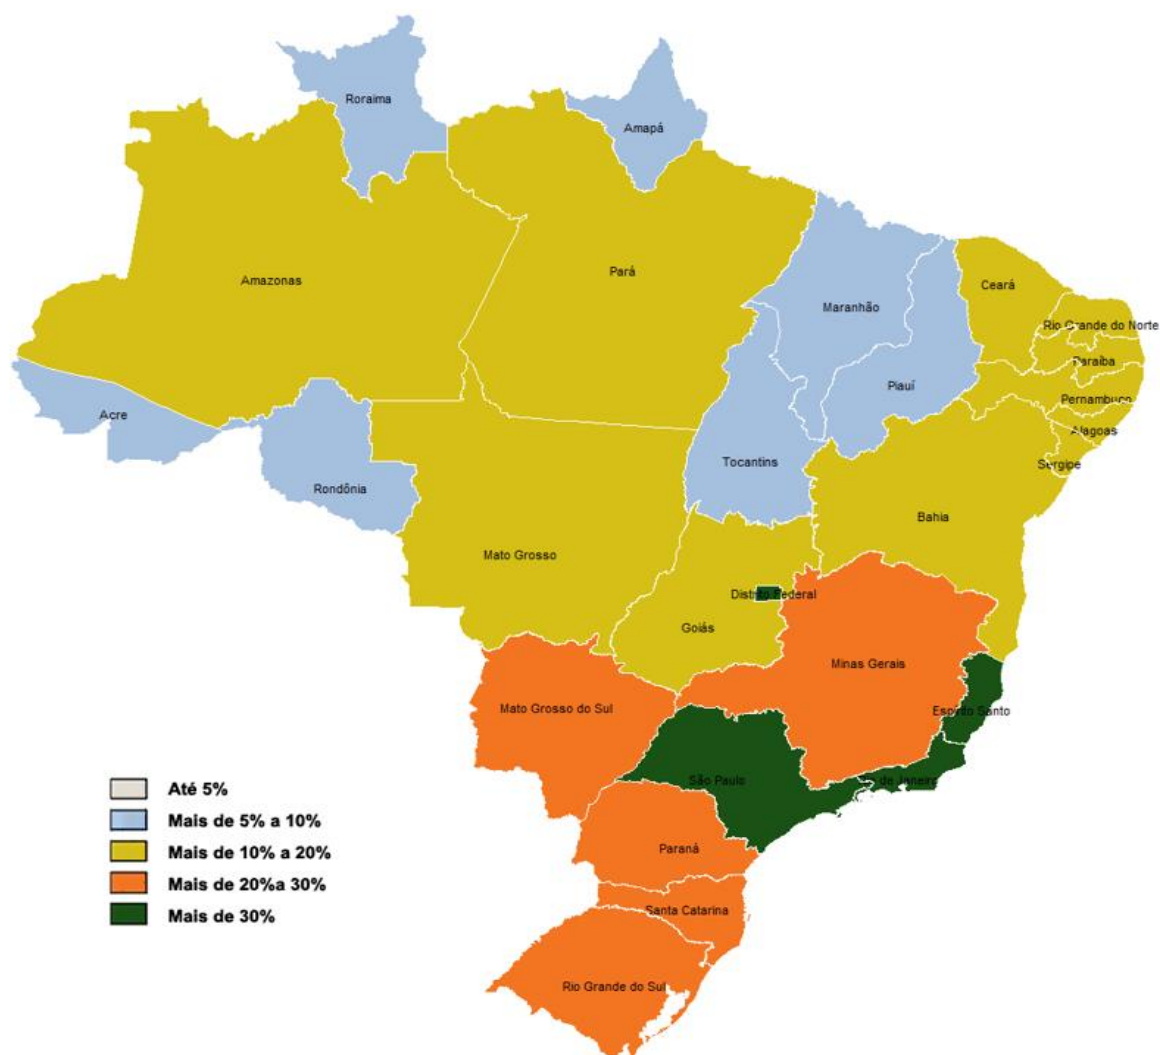 Roraima
Amapá
Amazonas
Pará
Ceará
Maranhão
Rio Grande do Norte
Paraíba
Piauí
Pernambuco
Acre
Alagoas
Tocantins
Sergipe
Rondônia
Bahia
Mato Grosso
Distrito Federal
Goiás
Minas Gerais
Mato Grosso do Sul
Espírito Santo
São Paulo
de Janeiro
Até 5%
Mais de 5% a 10%
Mais de 10% a 20%
Mais de 20%a 30%
Mais de 30%
Paraná
Santa Catarina
Rio Grande do Sul